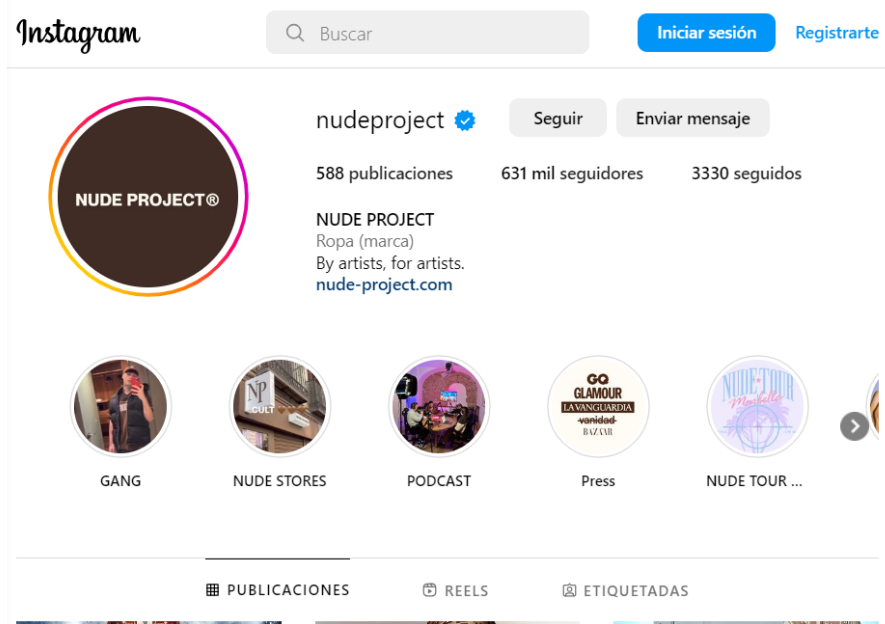 Instagram
Buscar
Iniciar sesión
Registrarte
NUDE PROJECT®
nudeproject
Seguir
Enviar mensaje
588 publicaciones
631 mil seguidores
3330 seguidos
NUDE PROJECT
Ropa (marca)
By artists, for artists.
nude-project.com
NP
CULT
GQ
GLAMOUR
LAVANGUARDIA
vanidad
BAZAAR
NUDE TOUR
Marbella
GANG
NUDE STORES
PODCAST
Press
NUDE TOUR ...
PUBLICACIONES
REELS
ETIQUETADAS